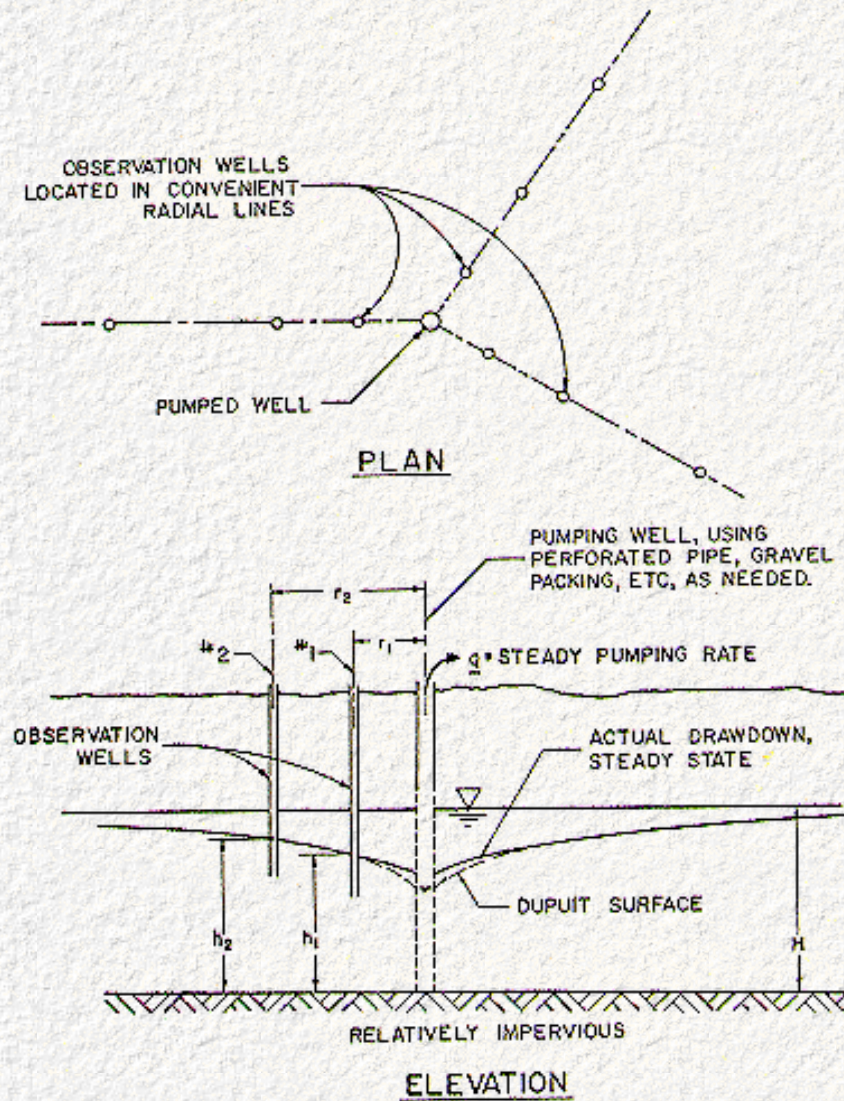 OBSERVATION WELLS
LOCATED IN CONVENIENT
RADIAL LINES
PUMPED WELL
PLAN
PUMPING WELL, USING
PERFORATED PIPE, GRAVEL
PACKING, ETC, AS NEEDED.
r2
#2
#1
r1
q = STEADY PUMPING RATE
OBSERVATION
WELLS
ACTUAL DRAWDOWN,
STEADY STATE
DUPUIT SURFACE
h2
h1
H
RELATIVELY IMPERVIOUS
ELEVATION